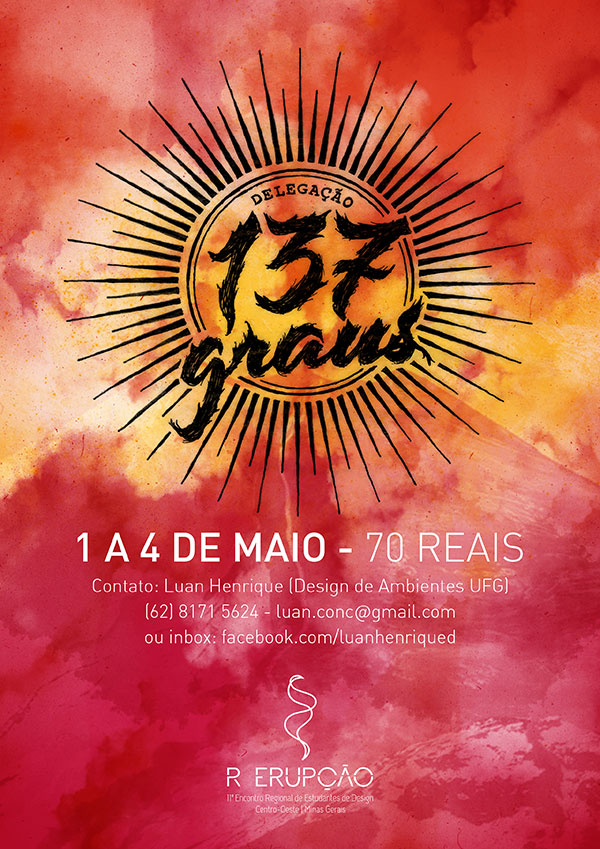 DELEGAÇÃO
137
graus
1 A 4 DE MAIO - 70 REAIS
Contato: Luan Henrique (Design de Ambientes UFG)
(62) 8171 5624 - luan.conc@gmail.com
ou inbox: facebook.com/luanhenriqued
R ERUPÇÃO
11º Encontro Regional de Estudantes de Design
Centro-Oeste | Minas Gerais